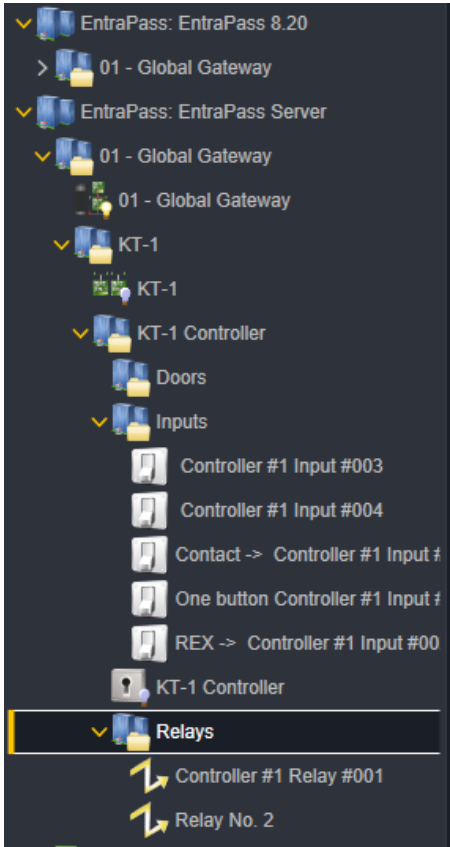 EntraPass: EntraPass 8.20
01 - Global Gateway
EntraPass: EntraPass Server
01 - Global Gateway
01 - Global Gateway
KT-1
KT-1
KT-1 Controller
Doors
Inputs
Controller #1 Input #003
Controller #1 Input #004
Contact -> Controller #1 Input #
One button Controller #1 Input #
REX -> Controller #1 Input #00
KT-1 Controller
Relays
Controller #1 Relay #001
Relay No. 2